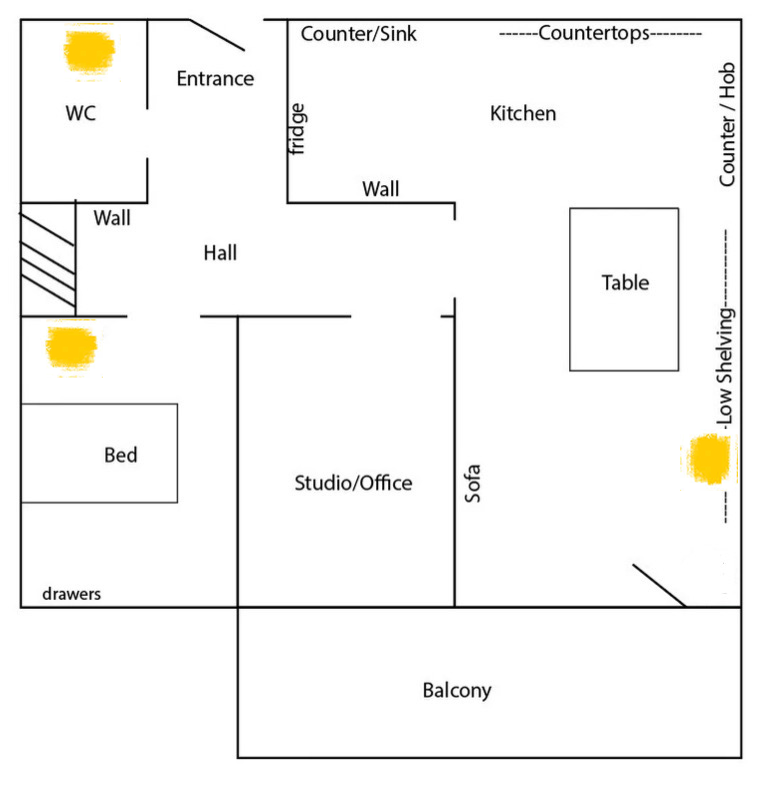 Counter/Sink
------Countertops--------
Entrance
WC
fridge
Kitchen
Counter / Hob
Wall
Wall
Hall
Table
-Low Shelving------------
Bed
Studio/Office
Sofa
drawers
Balcony